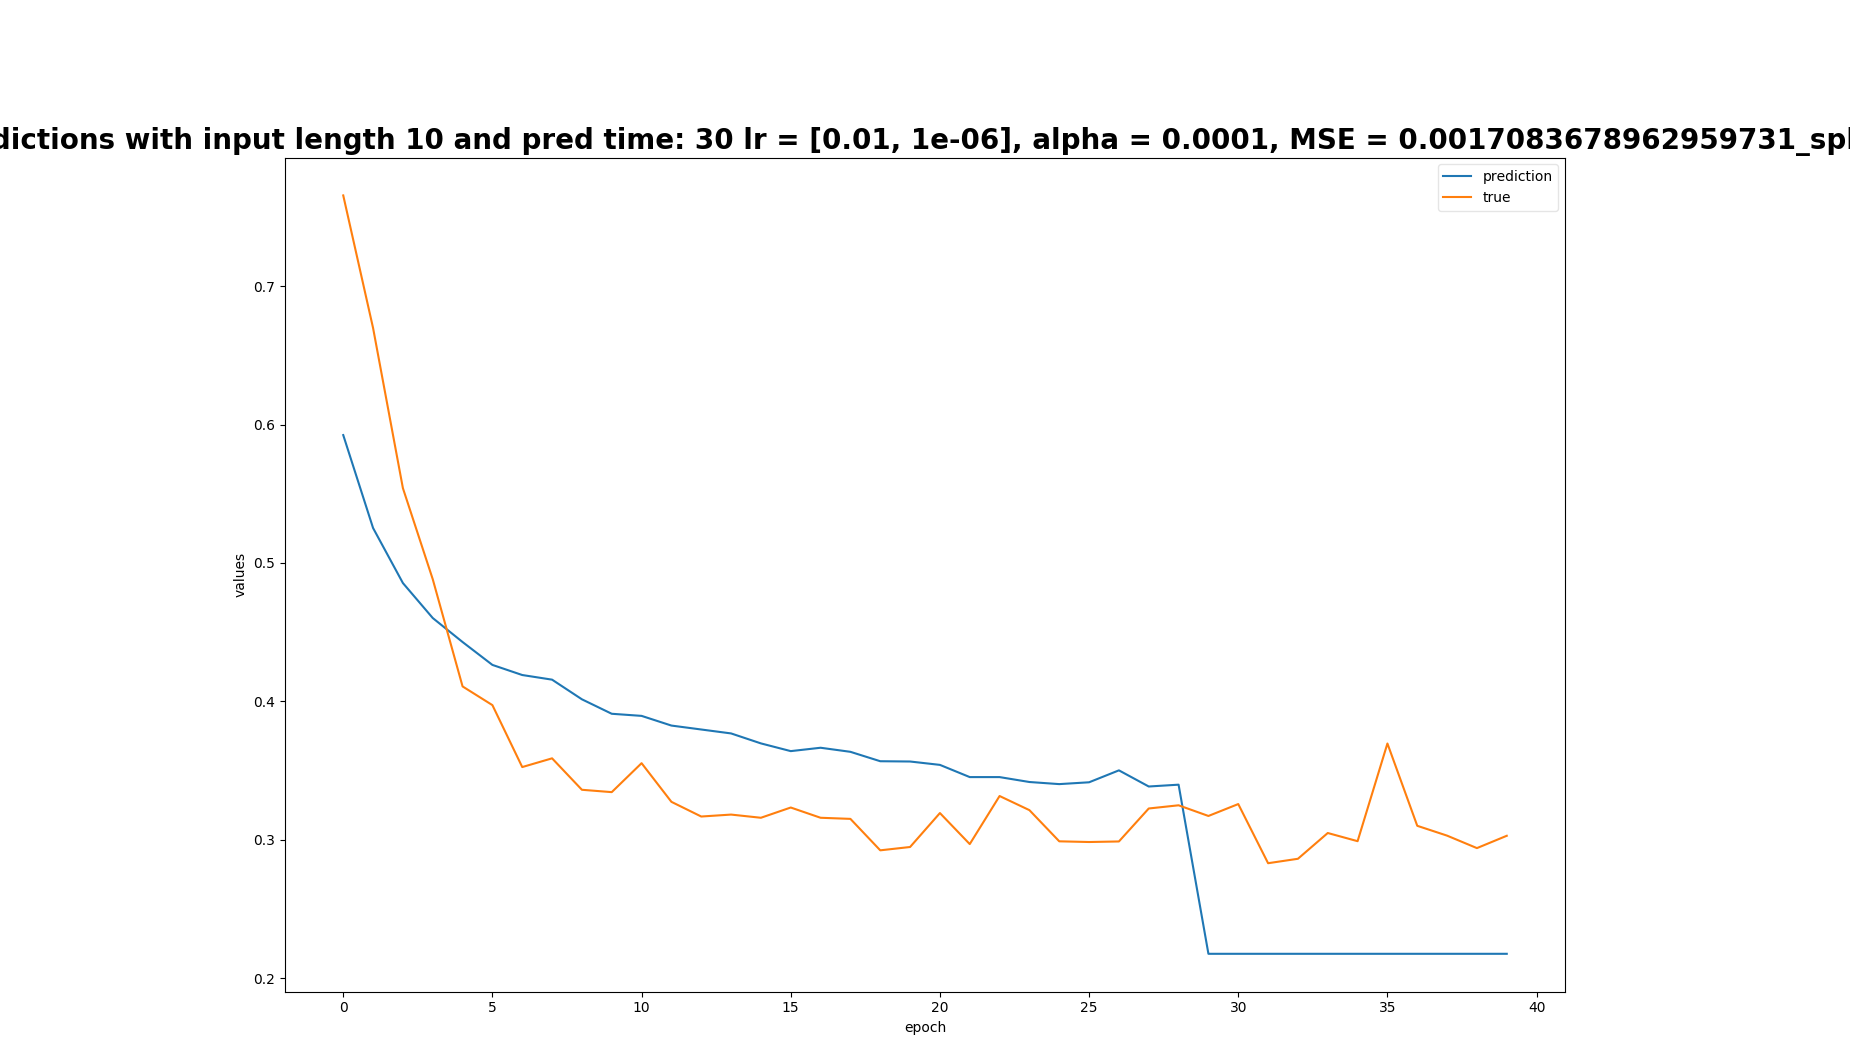 dictions with input length 10 and pred time: 30 lr = [0.01, 1e-06], alpha = 0.0001, MSE = 0.0017083678962959731_spl
prediction
true
values
0.7
0.6
0.5
0.4
0.3
0.2
0 5 10 15 20 25 30 35 40
epoch